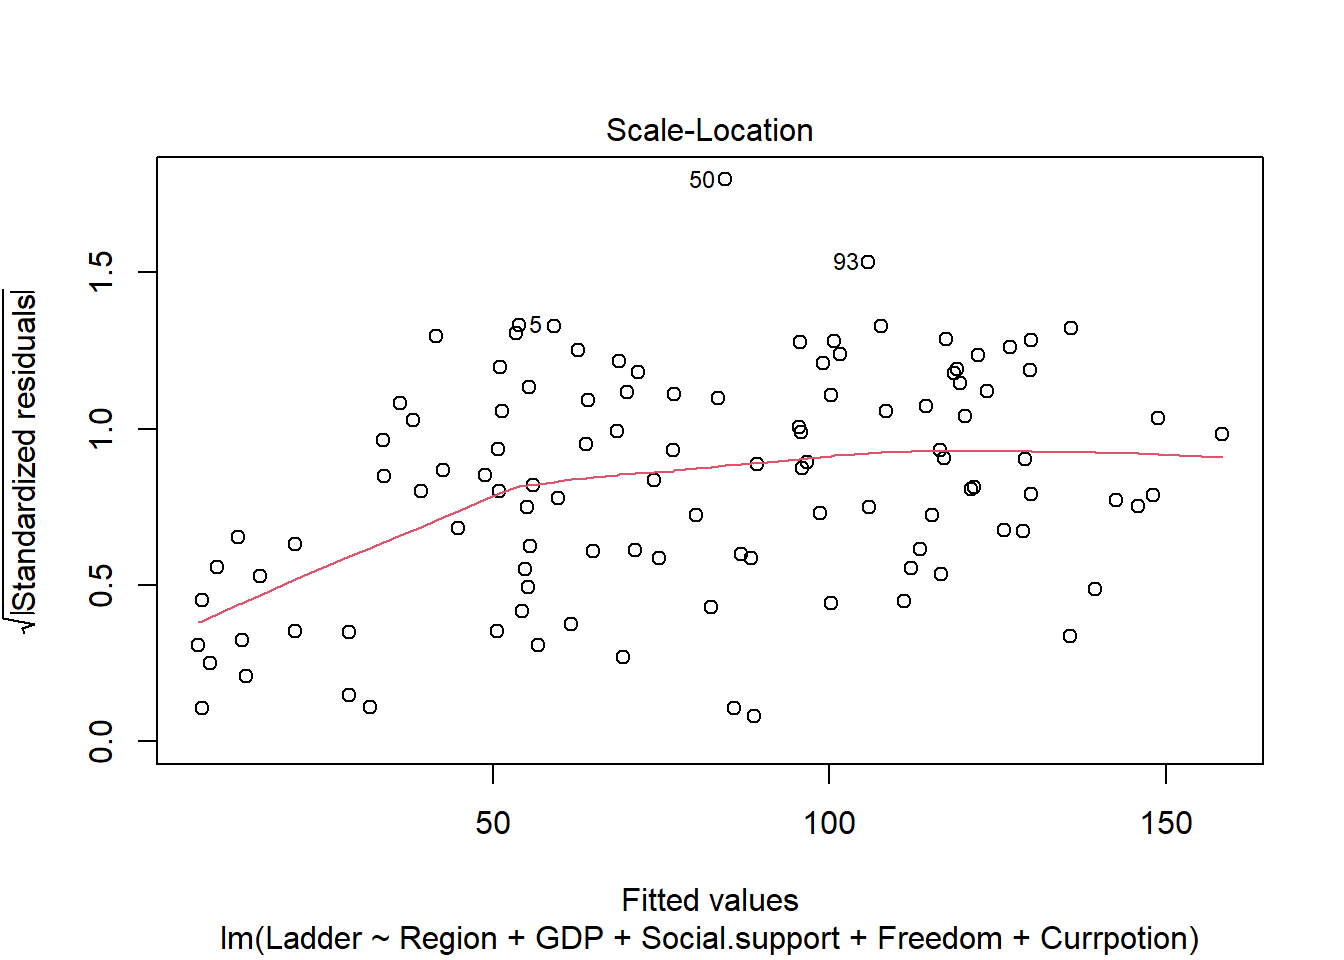 Scale-Location
50
93
5
√|Standardized residuals|
1.5
1.0
0.5
0.0
50
100
150
Fitted values
lm(Ladder ~ Region + GDP + Social.support + Freedom + Currpotion)